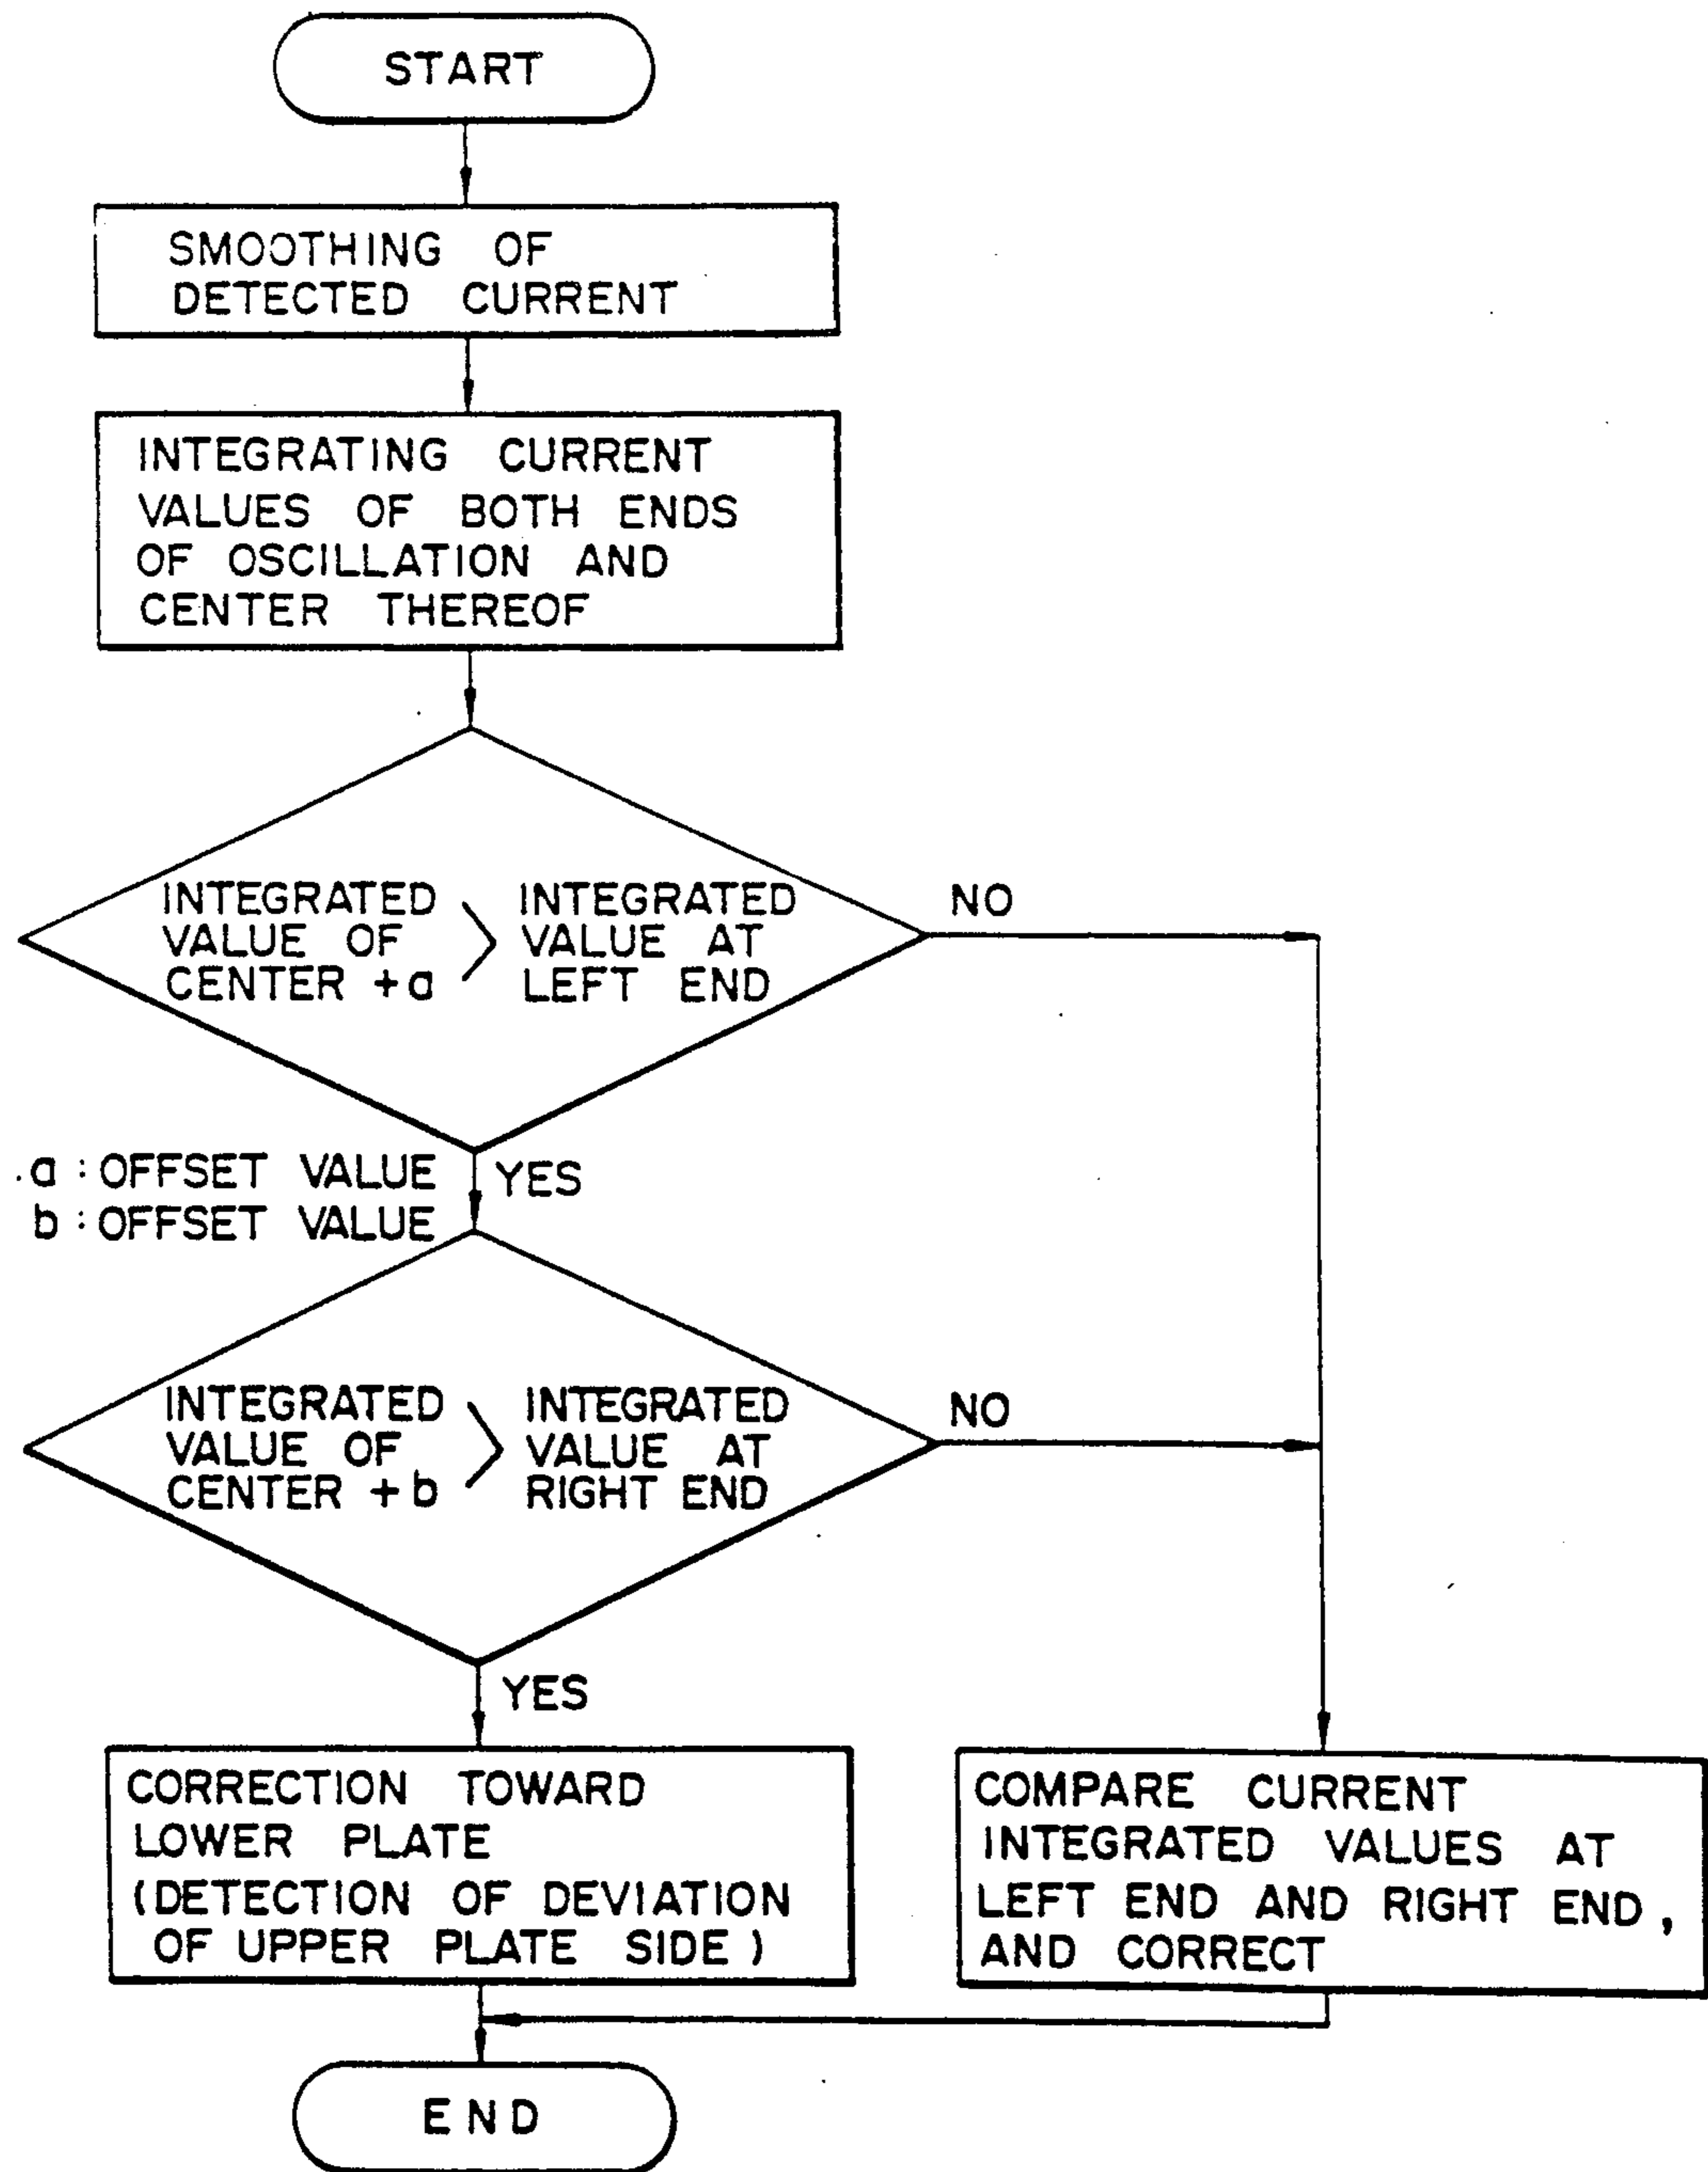 START
SMOOTHING OF
DETECTED CURRENT
INTEGRATING CURRENT
VALUES OF BOTH ENDS
OF OSCILLATION AND
CENTER THEREOF
INTEGRATED
VALUE OF
CENTER +a
>
INTEGRATED
VALUE AT
LEFT END
NO
a : OFFSET VALUE
b : OFFSET VALUE
YES
INTEGRATED
VALUE OF
CENTER +b
>
INTEGRATED
VALUE AT
RIGHT END
NO
YES
CORRECTION TOWARD
LOWER PLATE
(DETECTION OF DEVIATION
OF UPPER PLATE SIDE)
COMPARE CURRENT
INTEGRATED VALUES AT
LEFT END AND RIGHT END,
AND CORRECT
END